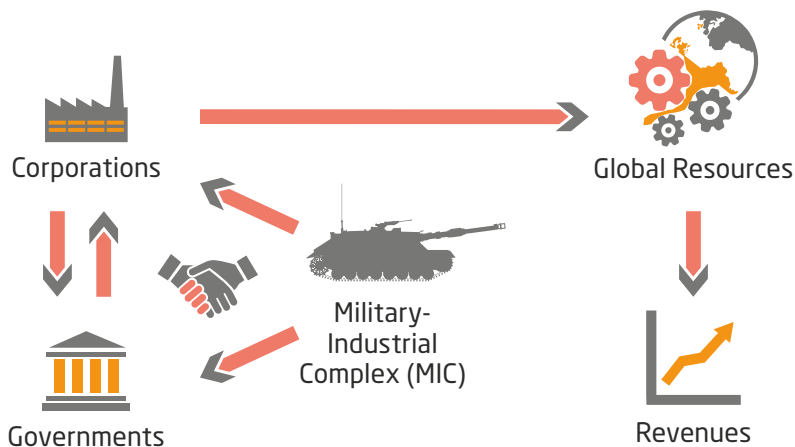 Corporations
Global Resources
Military-
Industrial
Complex (MIC)
Governments
Revenues